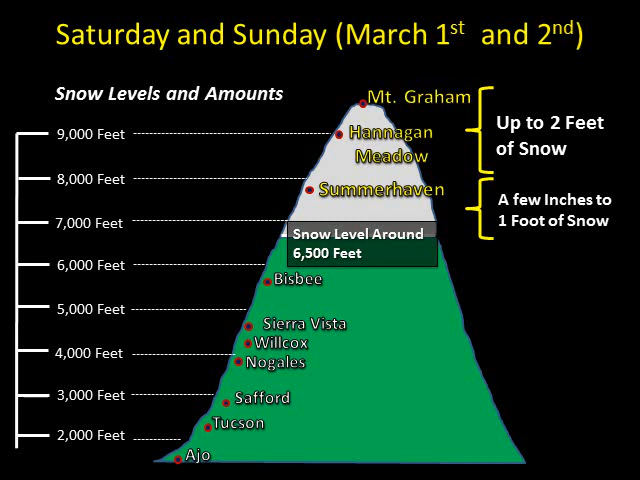 Saturday and Sunday (March 1st and 2nd)
Snow Levels and Amounts
Mt. Graham
Up to 2 Feet
of Snow
9,000 Feet
Hannagan
Meadow
8,000 Feet
Summerhaven
A few Inches to
1 Foot of Snow
7,000 Feet
Snow Level Around
6,500 Feet
6,000 Feet
Bisbee
5,000 Feet
Sierra Vista
Willcox
4,000 Feet
Nogales
3,000 Feet
Safford
Tucson
2,000 Feet
Ajo